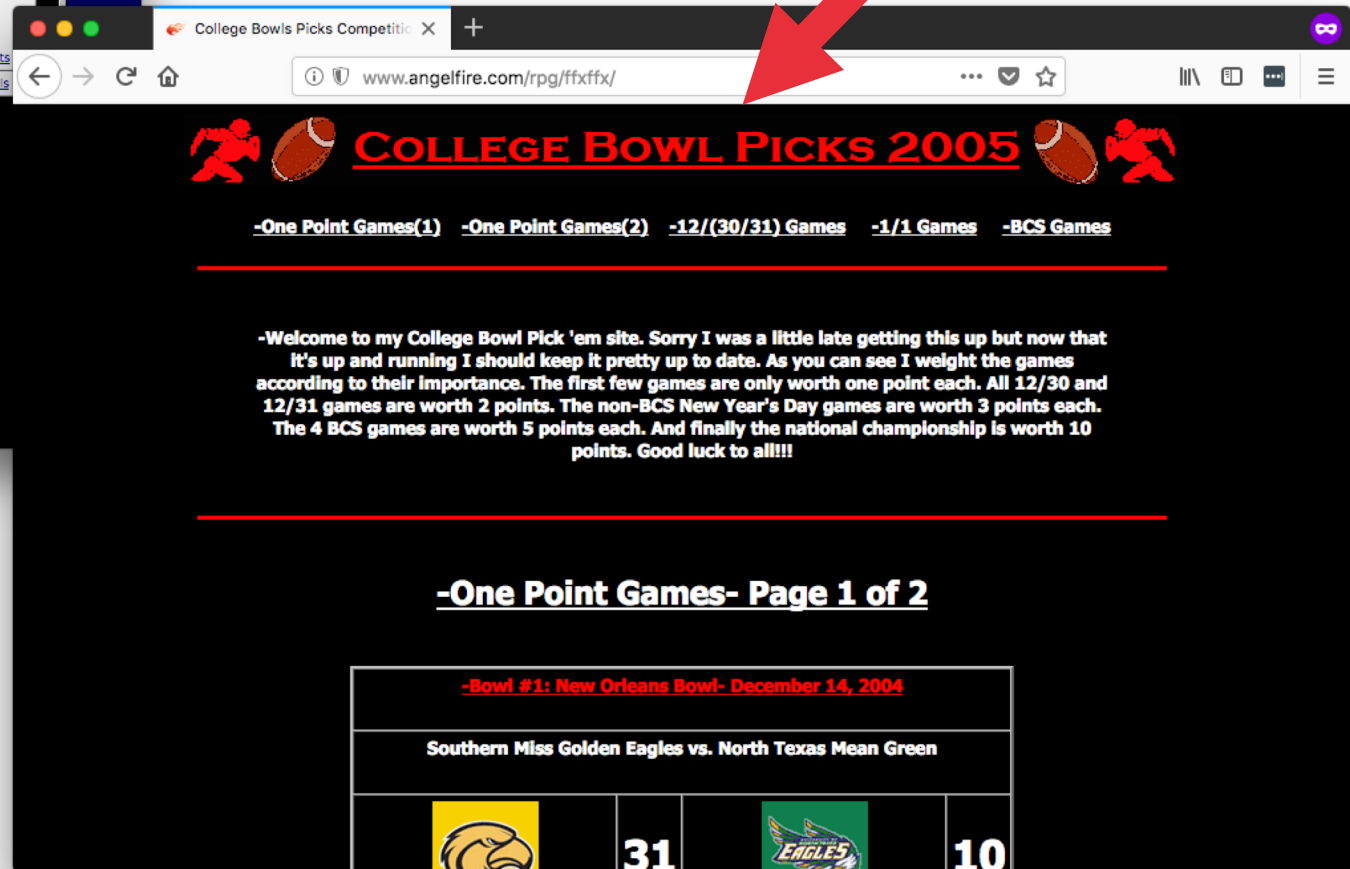 ts
ls
College Bowls Picks Competitio
www.angelfire.com/rpg/ffxffx/
College Bowl Picks 2005
-One Point Games(1) -One Point Games(2) -12/(30/31) Games -1/1 Games -BCS Games
-Welcome to my College Bowl Pick 'em site. Sorry I was a little late getting this up but now that
it's up and running I should keep it pretty up to date. As you can see I weight the games
according to their importance. The first few games are only worth one point each. All 12/30 and
12/31 games are worth 2 points. The non-BCS New Year's Day games are worth 3 points each.
The 4 BCS games are worth 5 points each. And finally the national championship is worth 10
points. Good luck to all!!!
-One Point Games- Page 1 of 2
-Bowl #1: New Orleans Bowl- December 14, 2004
Southern Miss Golden Eagles vs. North Texas Mean Green
31
EAGLES
10